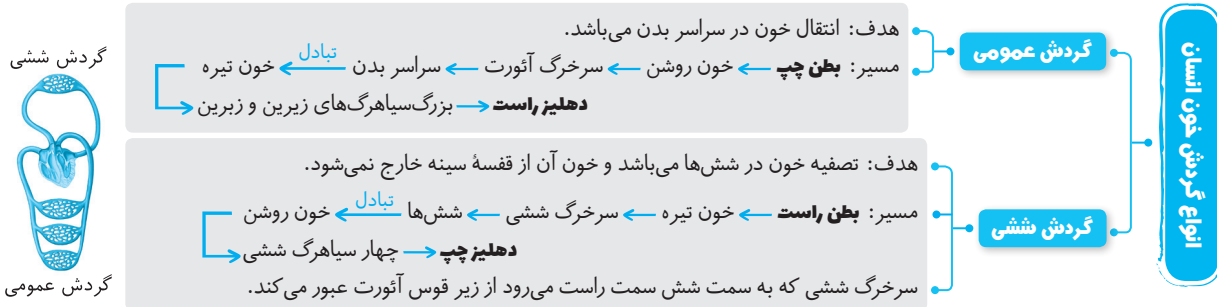 انواع گردش خون انسان
گردش عمومی
هدف: انتقال خون در سراسر بدن می‌باشد.
مسیر: بطن چپ ← خون روشن ← سرخرگ آئورت ← سراسر بدن ← تبادل خون تیره
بزرگ‌سیاهرگ‌های زیرین و زبرین → دهلیز راست
گردش ششی
هدف: تصفیه خون در شش‌ها می‌باشد و خون آن از قفسهٔ سینه خارج نمی‌شود.
مسیر: بطن راست ← خون تیره ← سرخرگ ششی ← شش‌ها ← تبادل خون روشن
چهار سیاهرگ ششی → دهلیز چپ
سرخرگ ششی که به سمت شش سمت راست می‌رود از زیر قوس آئورت عبور می‌کند.
گردش ششی
گردش عمومی